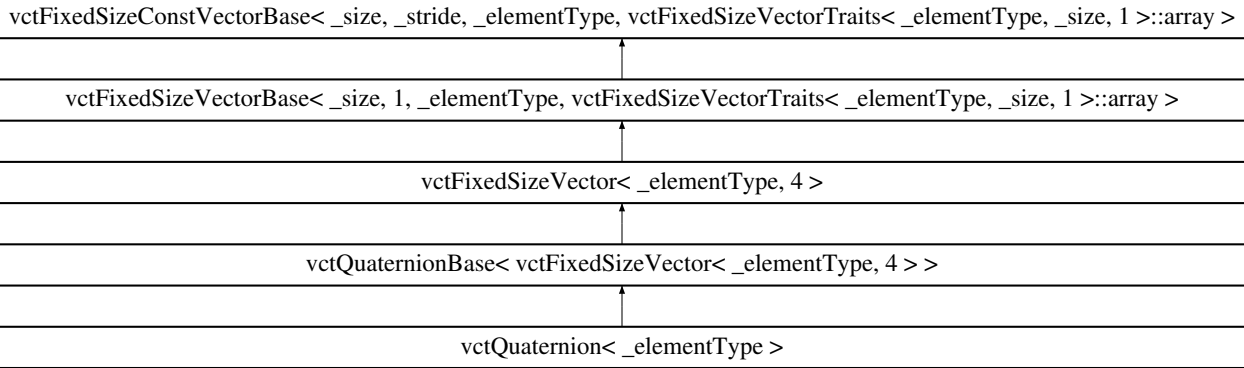 vctFixedSizeConstVectorBase< _size, _stride, _elementType, vctFixedSizeVectorTraits< _elementType, _size, 1 >::array >
vctFixedSizeVectorBase< _size, 1, _elementType, vctFixedSizeVectorTraits< _elementType, _size, 1 >::array >
vctFixedSizeVector< _elementType, 4 >
vctQuaternionBase< vctFixedSizeVector< _elementType, 4 > >
vctQuaternion< _elementType >